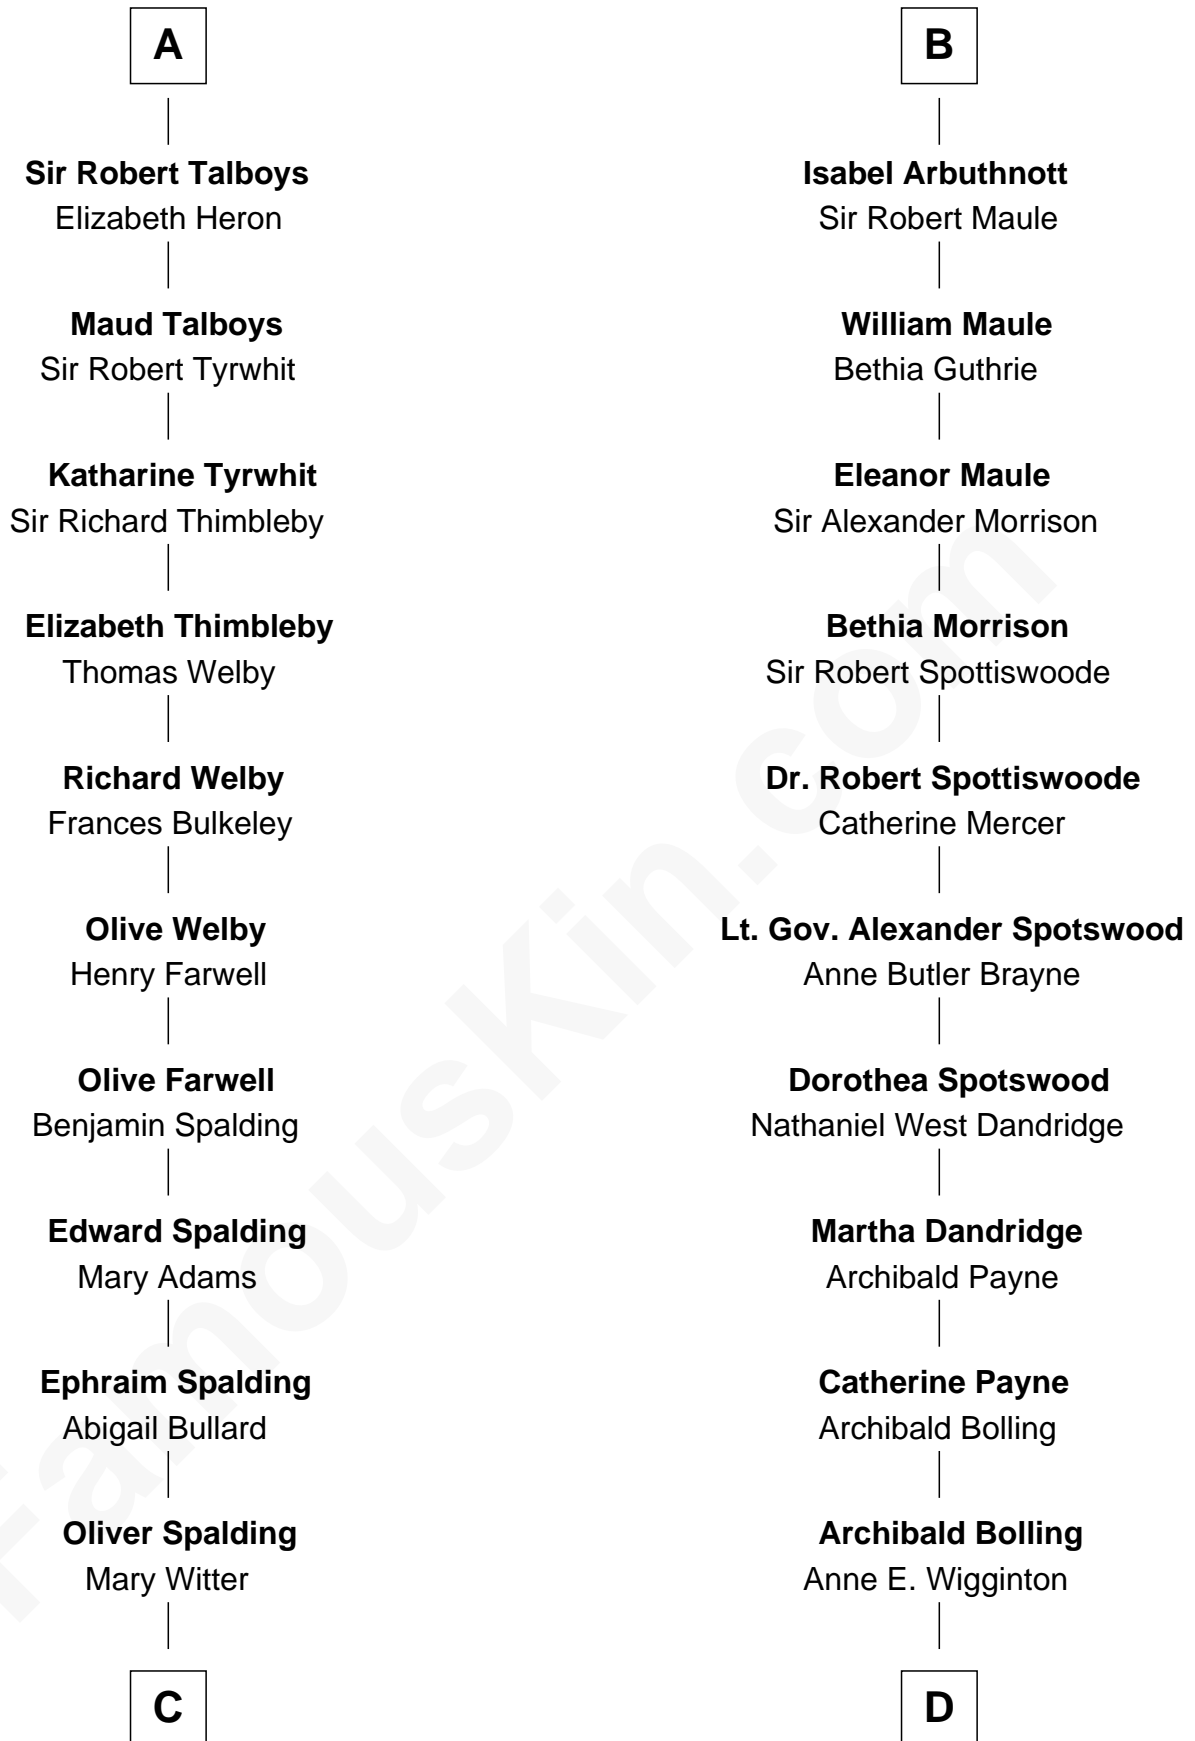 A
Sir Robert Talboys
Elizabeth Heron
Maud Talboys
Sir Robert Tyrwhit
Katharine Tyrwhit
Sir Richard Thimbleby
Elizabeth Thimbleby
Thomas Welby
Richard Welby
Frances Bulkeley
Olive Welby
Henry Farwell
Olive Farwell
Benjamin Spalding
Edward Spalding
Mary Adams
Ephraim Spalding
Abigail Bullard
Oliver Spalding
Mary Witter
C
B
Isabel Arbuthnott
Sir Robert Maule
William Maule
Bethia Guthrie
Eleanor Maule
Sir Alexander Morrison
Bethia Morrison
Sir Robert Spottiswoode
Dr. Robert Spottiswoode
Catherine Mercer
Lt. Gov. Alexander Spotswood
Anne Butler Brayne
Dorothea Spotswood
Nathaniel West Dandridge
Martha Dandridge
Archibald Payne
Catherine Payne
Archibald Bolling
Archibald Bolling
Anne E. Wigginton
D
FamousKin.com